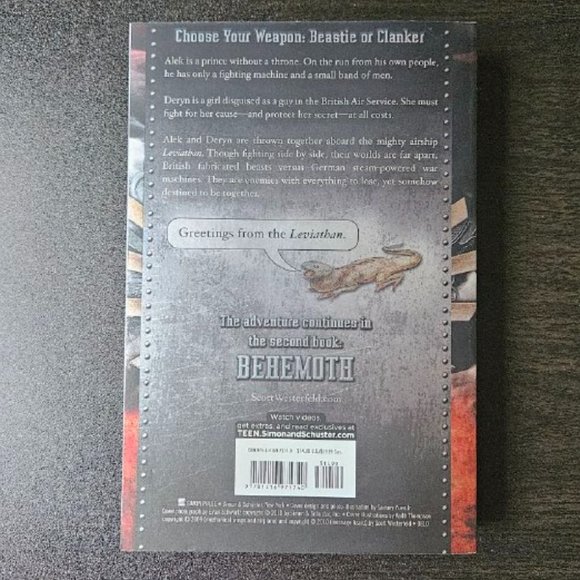 Choose Your Weapon: Beastie or Clanker
Alek is a prince without a throne. On the run from his own people,
he has only a fighting machine and a small band of men.
Deryn is a girl disguised as a guy in the British Air Service. She must
fight for her cause—and protect her secret—at all costs.
Alek and Deryn are thrown together aboard the mighty airship
Leviathan. Though fighting side by side, their worlds are far apart.
British fabricated beasts versus German steam-powered war
machines. They are enemies with everything to lose, yet somehow
destined to be together.
Greetings from the Leviathan.
The adventure continues in
the second book,
BEHEMOTH
ScottWesterfeld.com
Watch videos,
get extras, and read exclusives at
TEEN.SimonandSchuster.com
SIMON PULSE • Simon & Schuster, New York